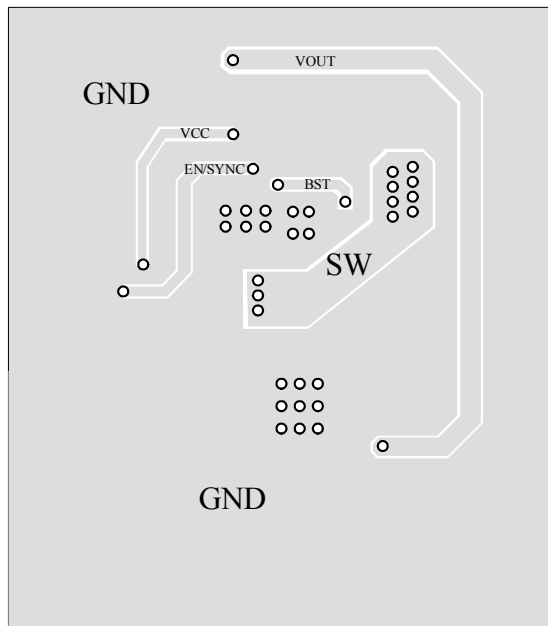 VOUT
GND
VCC
EN/SYNC
BST
SW
GND